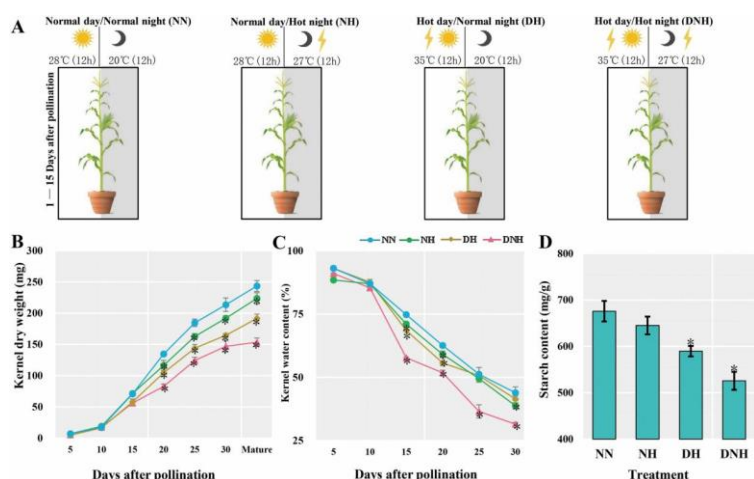 A
Normal day/Normal night (NN)
Normal day/Hot night (NH)
Hot day/Normal night (DH)
Hot day/Hot night (DNH)
28℃ (12h) 20℃ (12h)
28℃ (12h) 27℃ (12h)
35℃ (12h) 20℃ (12h)
35℃ (12h) 27℃ (12h)
1 — 15 Days after pollination
B
Kernel dry weight (mg)
300
250
200
150
100
50
0
5 10 15 20 25 30 Mature
Days after pollination
NN NH DH DNH
C
Kernel water content (%)
100
75
50
25
5 10 15 20 25 30
Days after pollination
D
Starch content (mg/g)
800
700
600
500
400
* *
NN NH DH DNH
Treatment